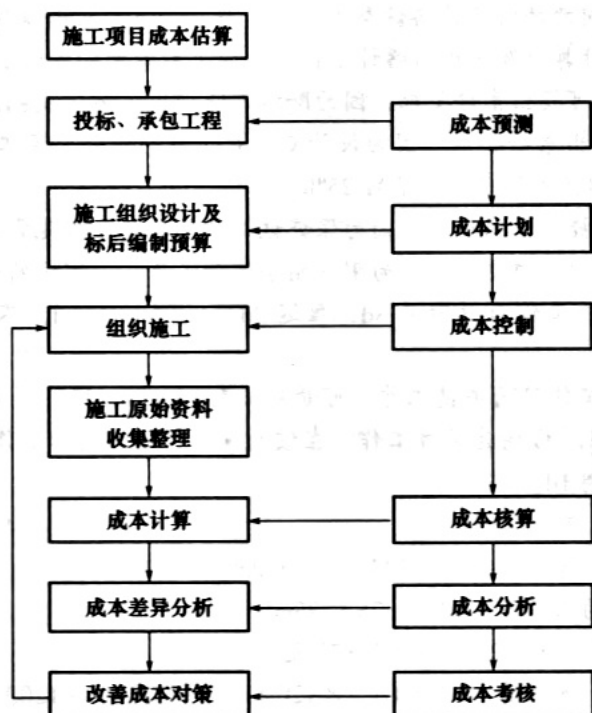 施工项目成本估算
投标、承包工程
成本预测
施工组织设计及
标后编制预算
成本计划
组织施工
成本控制
施工原始资料
收集整理
成本计算
成本核算
成本差异分析
成本分析
改善成本对策
成本考核